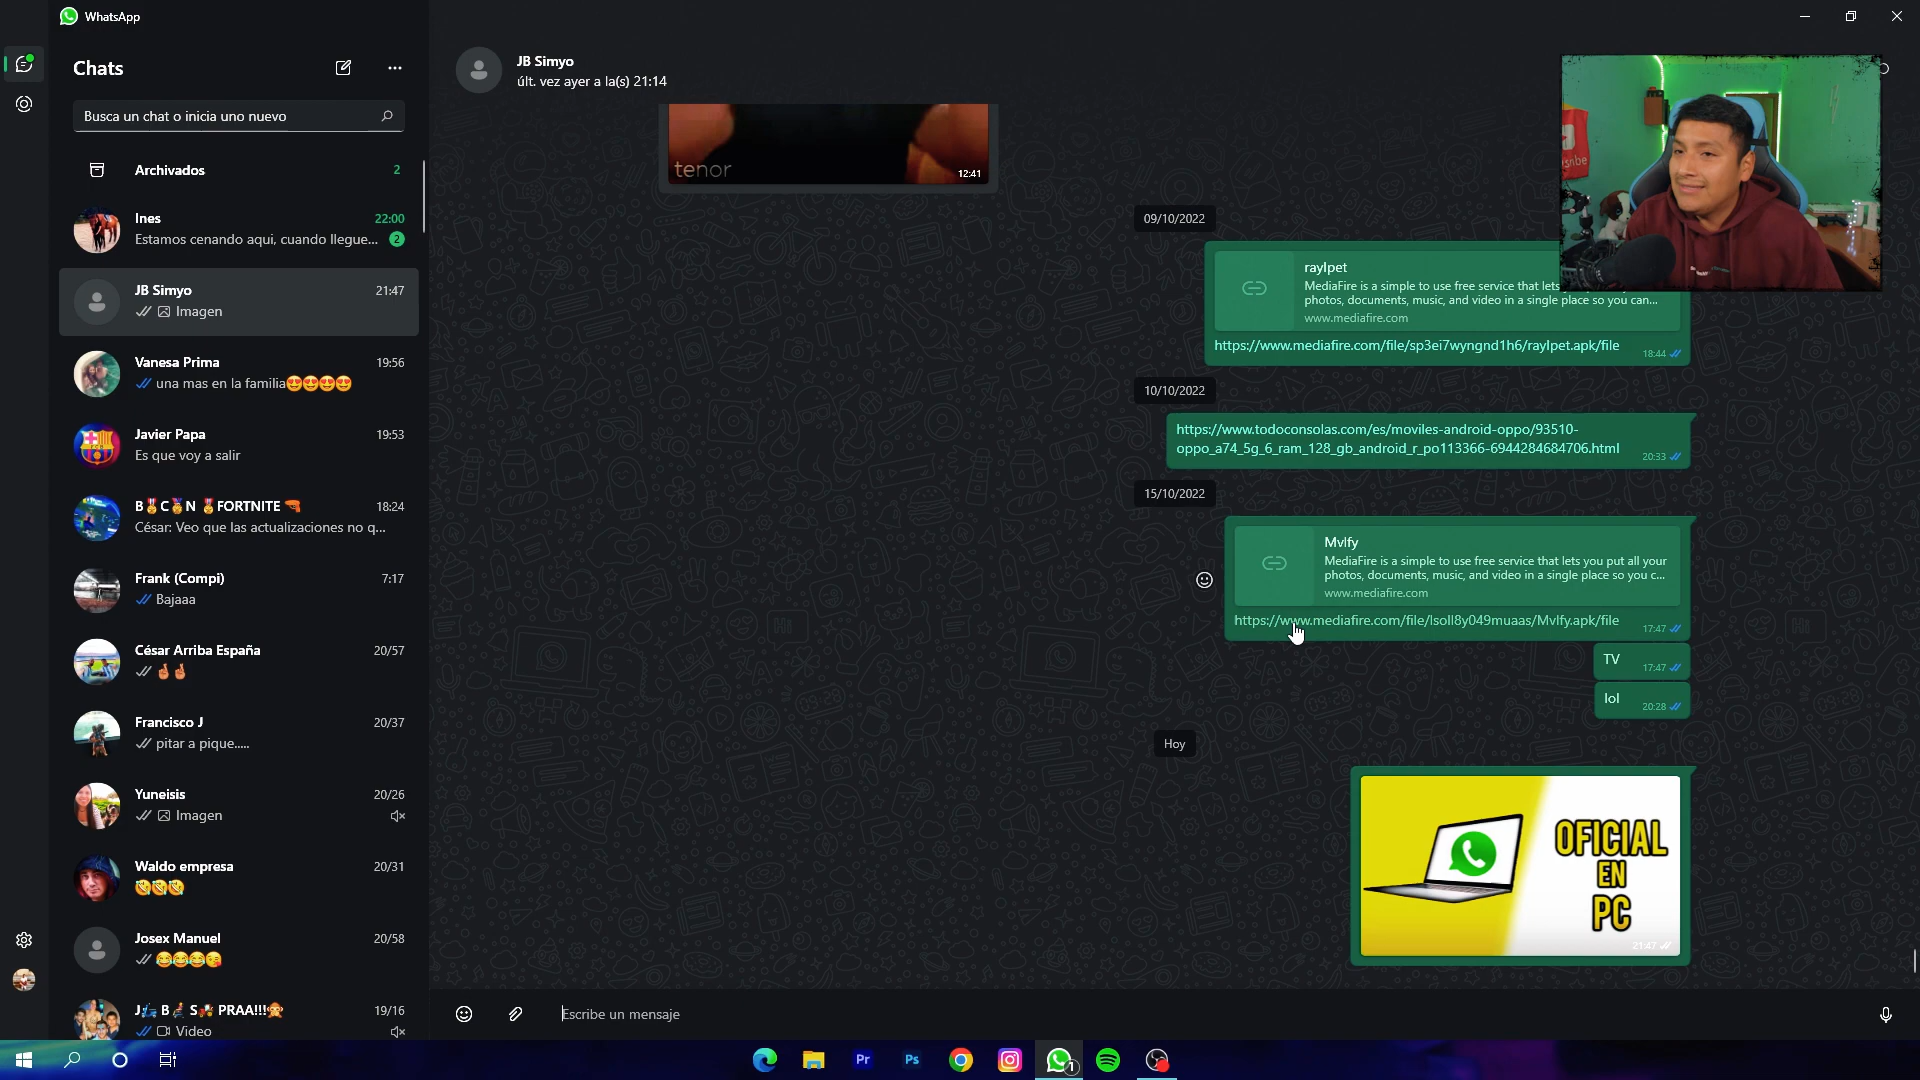 WhatsApp
Chats
Busca un chat o inicia uno nuevo
Archivados
2
Ines
22:00
Estamos cenando aqui, cuando llegue...
2
JB Simyo
21:47
Imagen
Vanesa Prima
19:56
una mas en la familia😍😍😍😍
Javier Papa
19:53
Es que voy a salir
B🎖️C🏅N 🎖️FORTNITE 🔫
18:24
César: Veo que las actualizaciones no q...
Frank (Compi)
7:17
Bajaaa
César Arriba España
20/57
🤞🤞
Francisco J
20/37
pitar a pique.....
Yuneisis
20/26
Imagen
Waldo empresa
20/31
🤣🤣🤣
Josex Manuel
20/58
😂😂😂😘
PRAA!!!🙊
19/16
Video
JB Simyo
últ. vez ayer a la(s) 21:14
tenor
12:41
09/10/2022
raylpet
MediaFire is a simple to use free service that lets
photos, documents, music, and video in a single place so you can...
www.mediafire.com
https://www.mediafire.com/file/sp3ei7wyngnd1h6/raylpet.apk/file
18:44
10/10/2022
https://www.todoconsolas.com/es/moviles-android-oppo/93510-
oppo_a74_5g_6_ram_128_gb_android_r_po113366-6944284684706.html
20:33
15/10/2022
Mvlfy
MediaFire is a simple to use free service that lets you put all your
photos, documents, music, and video in a single place so you c...
www.mediafire.com
https://www.mediafire.com/file/lsoll8y049muaas/Mvlfy.apk/file
17:47
TV
17:47
lol
20:28
Hoy
OFICIAL
EN
PC
21:47
Escribe un mensaje
Pr
Ps
1